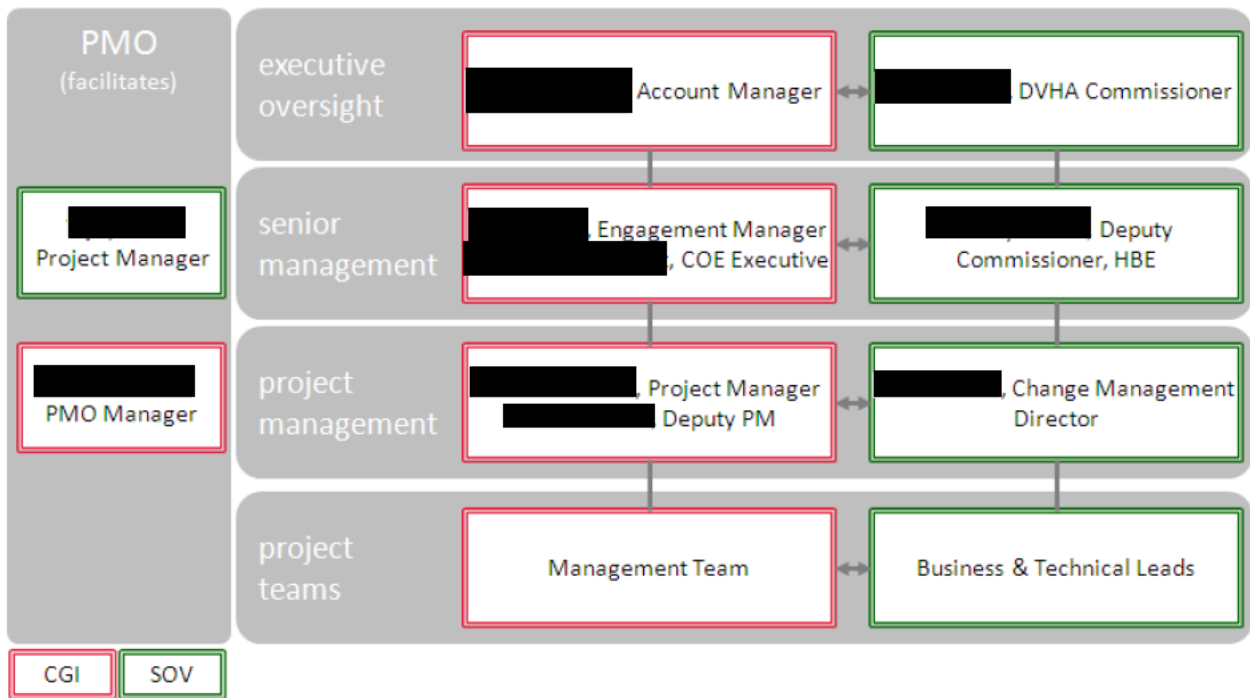 PMO
(facilitates)
Project Manager
PMO Manager
executive
oversight
Account Manager
, DVHA Commissioner
senior
management
, Engagement Manager
, COE Executive
, Deputy
Commissioner, HBE
project
management
, Project Manager
, Deputy PM
, Change Management
Director
project
teams
Management Team
Business & Technical Leads
CGI
SOV